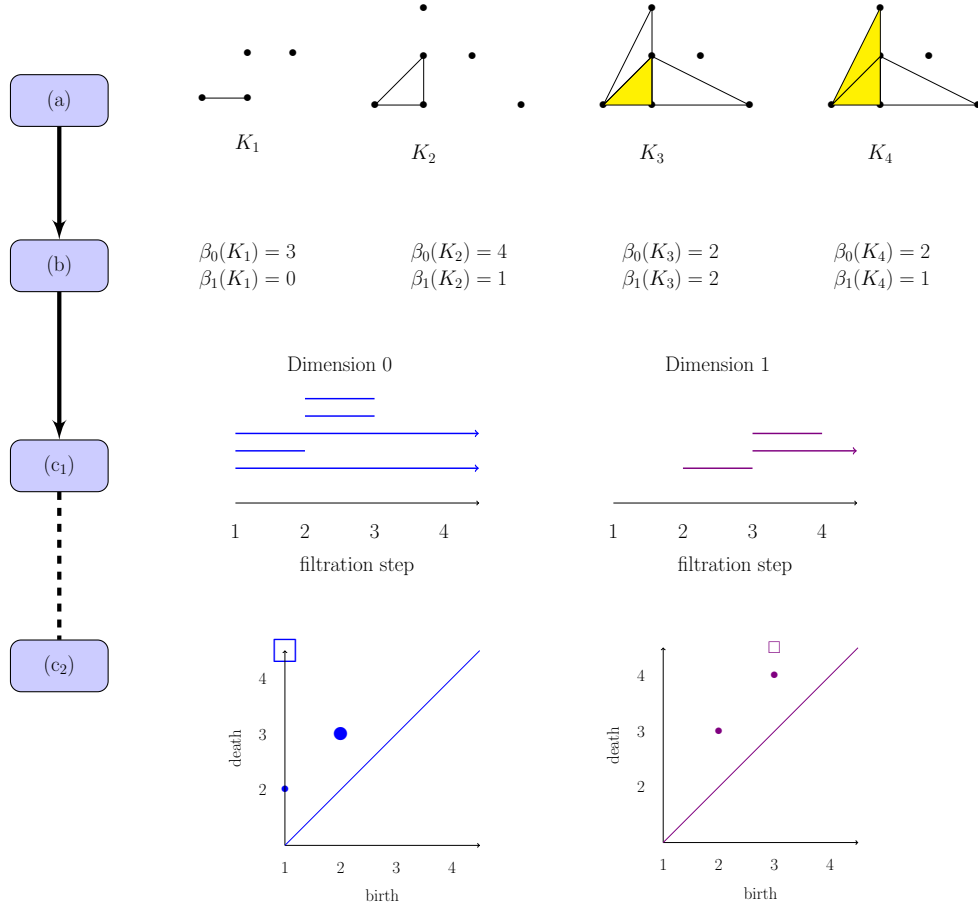 (a)
K₁
K₂
K₃
K₄
(b)
β₀(K₁) = 3
β₁(K₁) = 0
β₀(K₂) = 4
β₁(K₂) = 1
β₀(K₃) = 2
β₁(K₃) = 2
β₀(K₄) = 2
β₁(K₄) = 1
(c₁)
Dimension 0
1 2 3 4
filtration step
Dimension 1
1 2 3 4
filtration step
(c₂)
4
3
2
death
1 2 3 4
birth
4
3
2
death
1 2 3 4
birth